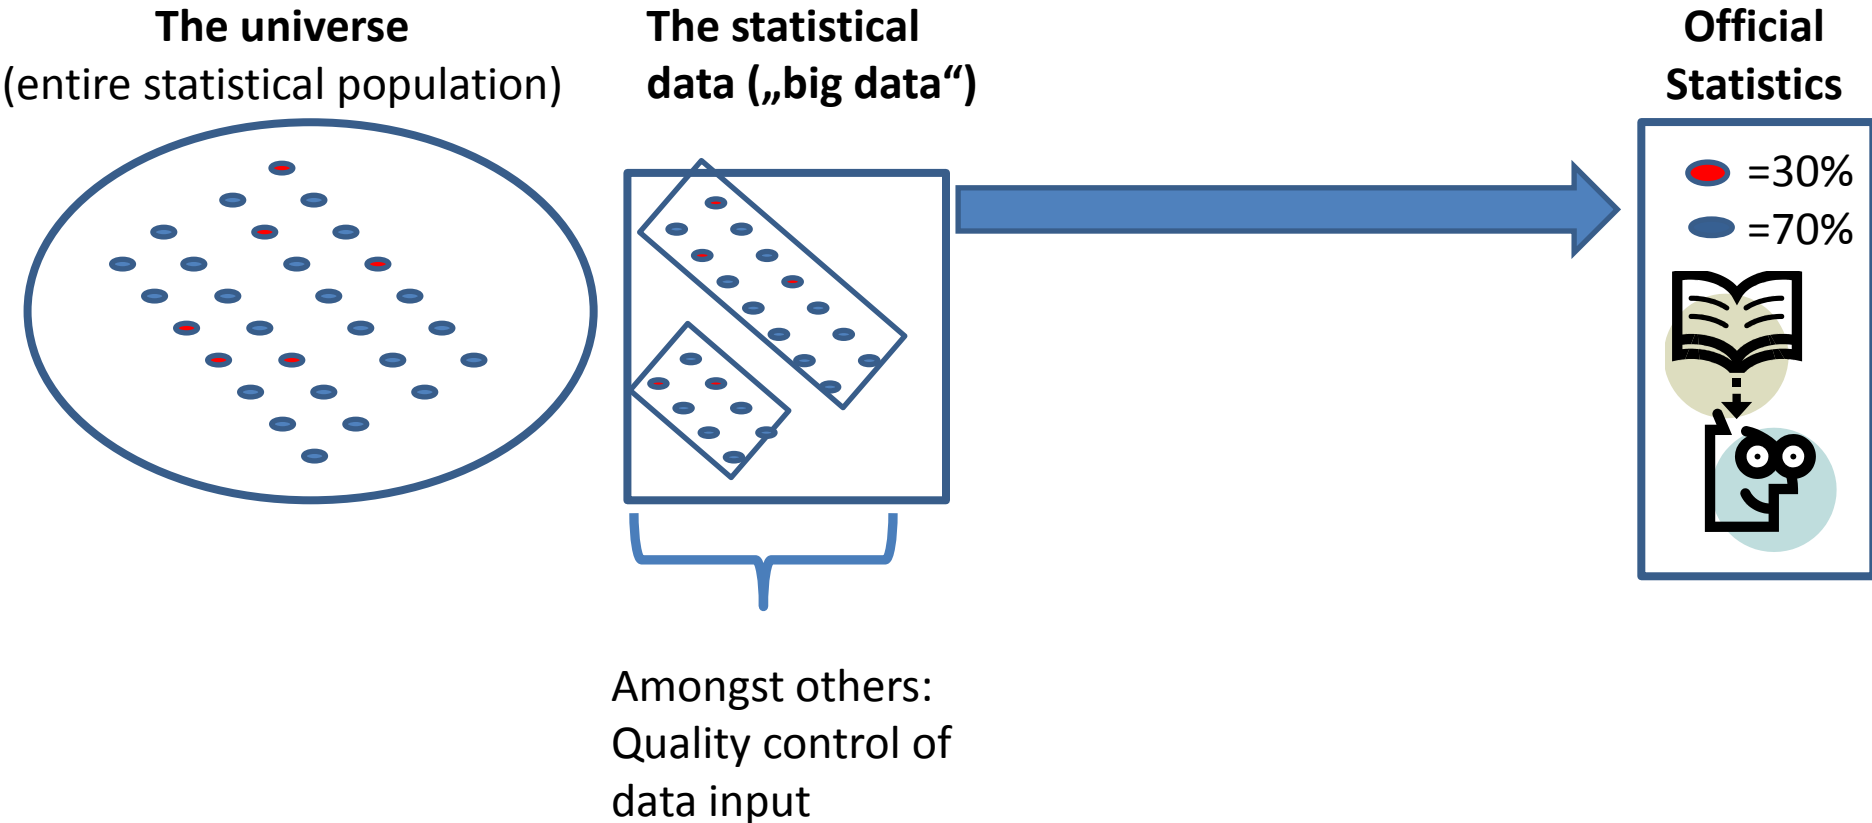 The universe
(entire statistical population)
The statistical
data („big data“)
Official
Statistics
=30%
=70%
Amongst others:
Quality control of
data input